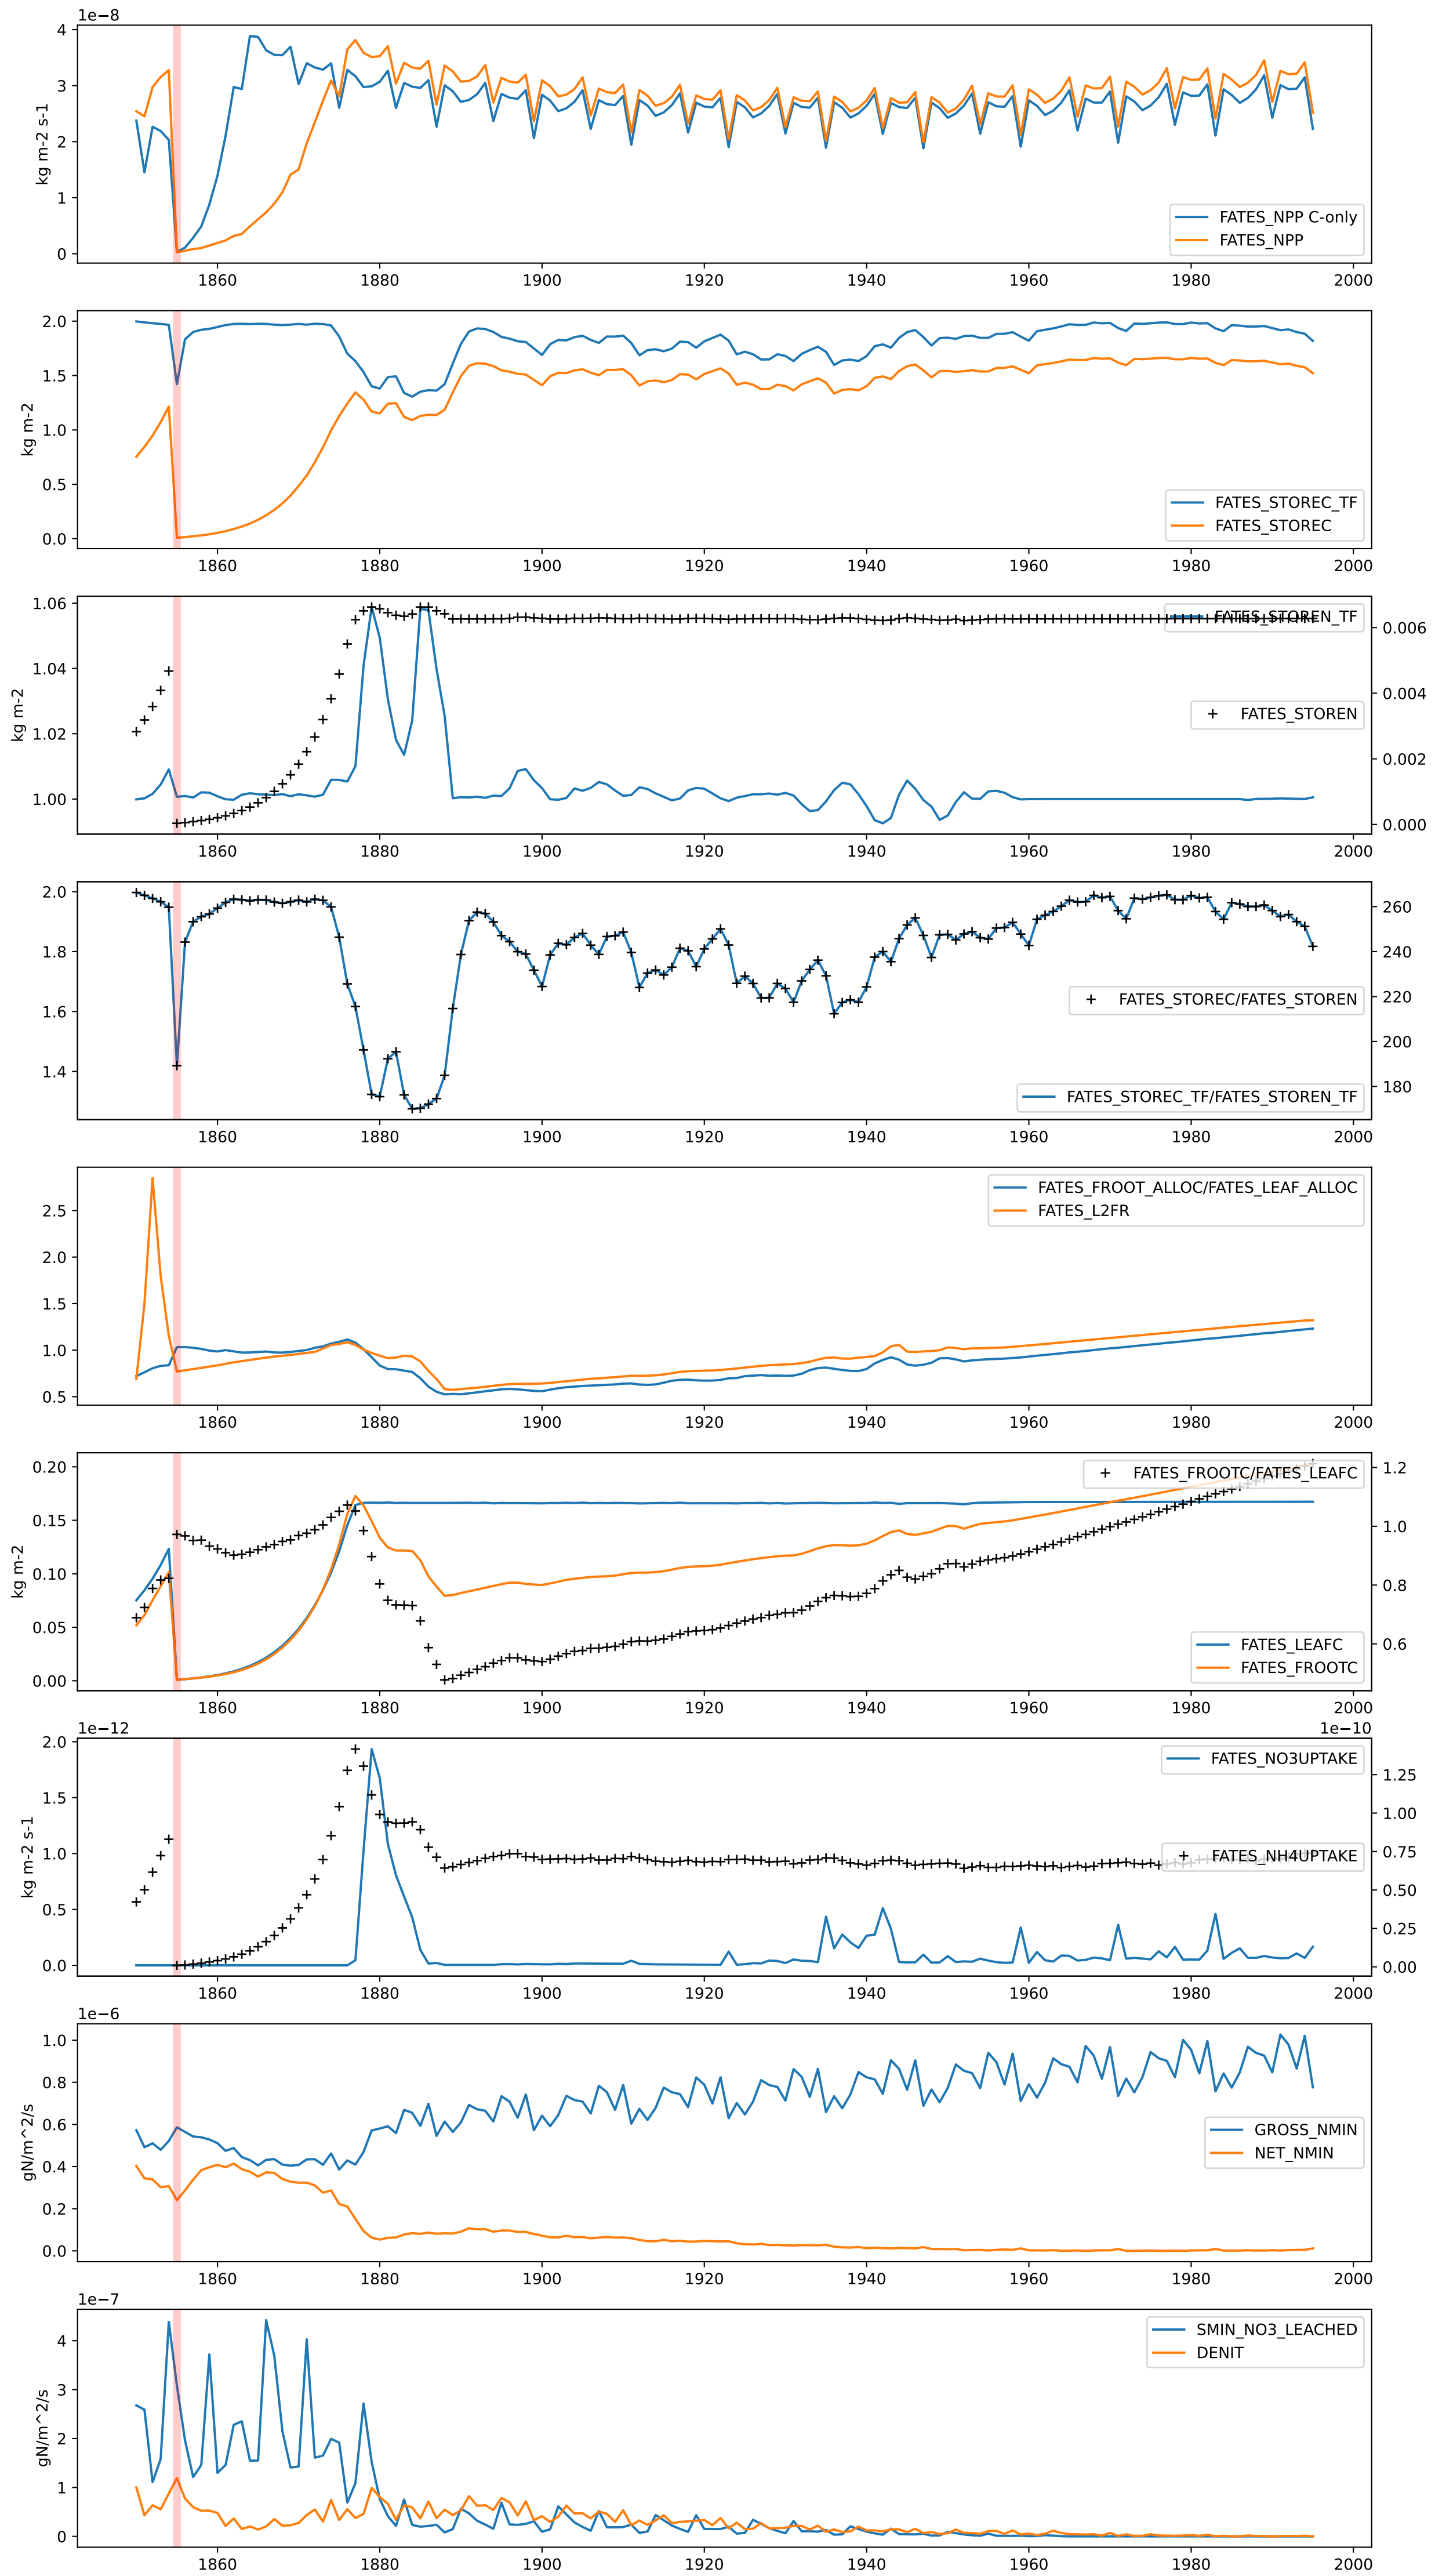 1e−8
4
3
2
1
0
kg m-2 s-1
FATES_NPP C-only
FATES_NPP
1860 1880 1900 1920 1940 1960 1980 2000
2.0
1.5
1.0
0.5
0.0
kg m-2
FATES_STOREC_TF
FATES_STOREC
1860 1880 1900 1920 1940 1960 1980 2000
1.06
1.04
1.02
1.00
kg m-2
FATES_STOREN_TF
FATES_STOREN
0.006
0.004
0.002
0.000
1860 1880 1900 1920 1940 1960 1980 2000
2.0
1.8
1.6
1.4
FATES_STOREC/FATES_STOREN
FATES_STOREC_TF/FATES_STOREN_TF
260
240
220
200
180
1860 1880 1900 1920 1940 1960 1980 2000
2.5
2.0
1.5
1.0
0.5
FATES_FROOT_ALLOC/FATES_LEAF_ALLOC
FATES_L2FR
1860 1880 1900 1920 1940 1960 1980 2000
0.20
0.15
0.10
0.05
0.00
kg m-2
FATES_FROOTC/FATES_LEAFC
FATES_LEAFC
FATES_FROOTC
1.2
1.0
0.8
0.6
1860 1880 1900 1920 1940 1960 1980 2000
1e−12
1e−10
2.0
1.5
1.0
0.5
0.0
kg m-2 s-1
FATES_NO3UPTAKE
FATES_NH4UPTAKE
1.25
1.00
0.75
0.50
0.25
0.00
1860 1880 1900 1920 1940 1960 1980 2000
1e−6
1.0
0.8
0.6
0.4
0.2
0.0
gN/m^2/s
GROSS_NMIN
NET_NMIN
1860 1880 1900 1920 1940 1960 1980 2000
1e−7
4
3
2
1
0
gN/m^2/s
SMIN_NO3_LEACHED
DENIT
1860 1880 1900 1920 1940 1960 1980 2000